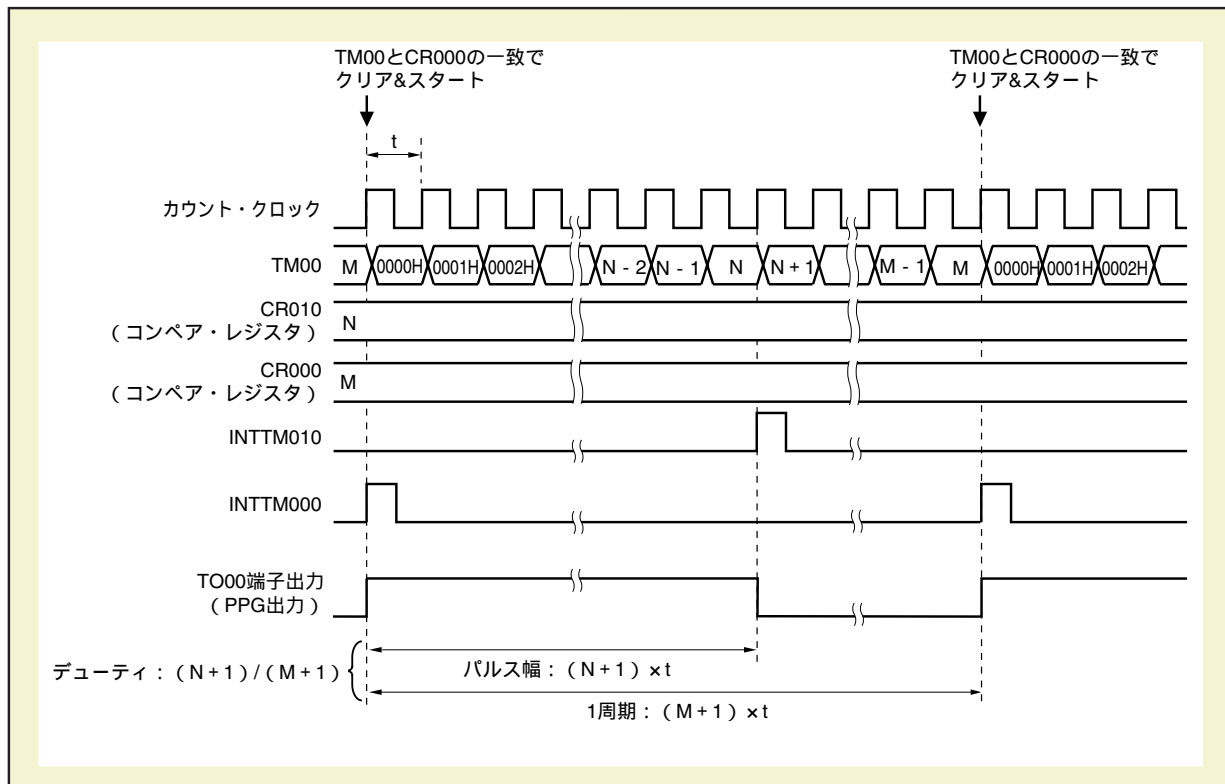 TM00とCR000の一致で
クリア&スタート
TM00とCR000の一致で
クリア&スタート
t
カウント・クロック
TM00
M 0000H 0001H 0002H N - 2 N - 1 N N + 1 M - 1 M 0000H 0001H 0002H
CR010
(コンペア・レジスタ)
N
CR000
(コンペア・レジスタ)
M
INTTM010
INTTM000
TO00端子出力
(PPG出力)
デューティ：(N + 1) / (M + 1)
パルス幅：(N + 1) × t
1周期：(M + 1) × t